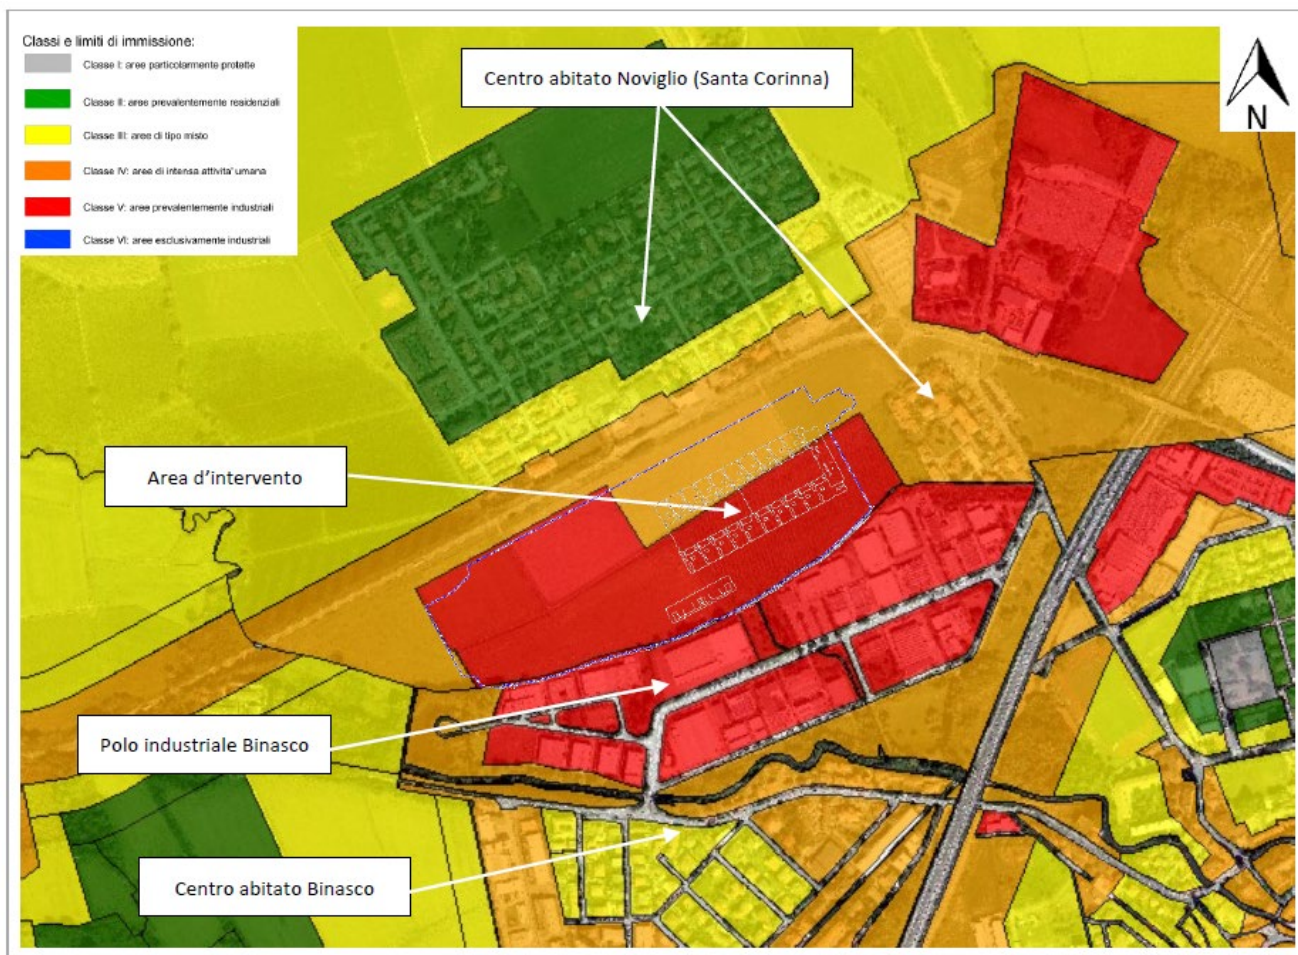 Classi e limiti di immissione:
Classe I: aree particolarmente protette
Classe II: aree prevalentemente residenziali
Classe III: aree di tipo misto
Classe IV: aree di intensa attivita' umana
Classe V: aree prevalentemente industriali
Classe VI: aree esclusivamente industriali
Centro abitato Noviglio (Santa Corinna)
N
Area d'intervento
Polo industriale Binasco
Centro abitato Binasco